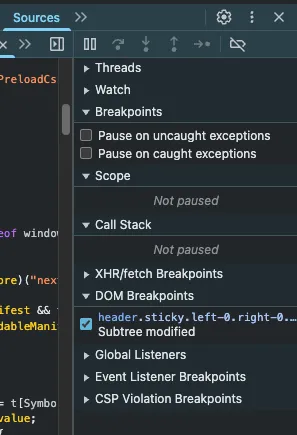 Sources
PreloadCs
Threads
Watch
Breakpoints
Pause on uncaught exceptions
Pause on caught exceptions
Scope
Not paused
eof window
Call Stack
Not paused
ore)("nex
XHR/fetch Breakpoints
DOM Breakpoints
ifest &&
header.sticky.left-0.right-0.…
dableMani
Subtree modified
Global Listeners
Event Listener Breakpoints
= t[Symbo
CSP Violation Breakpoints
value;